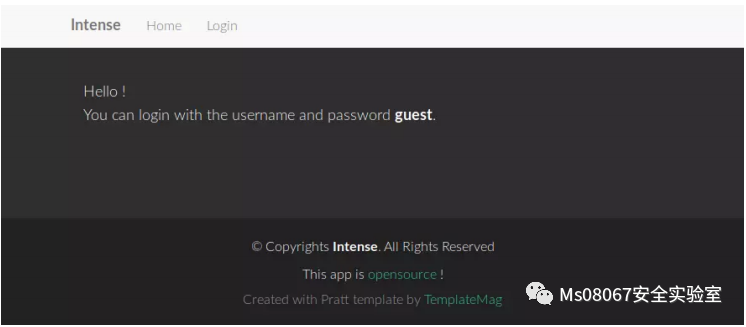 Intense Home Login
Hello !
You can login with the username and password guest.
© Copyrights Intense. All Rights Reserved
This app is opensource !
Created with Pratt template by TemplateMag
Ms08067安全实验室